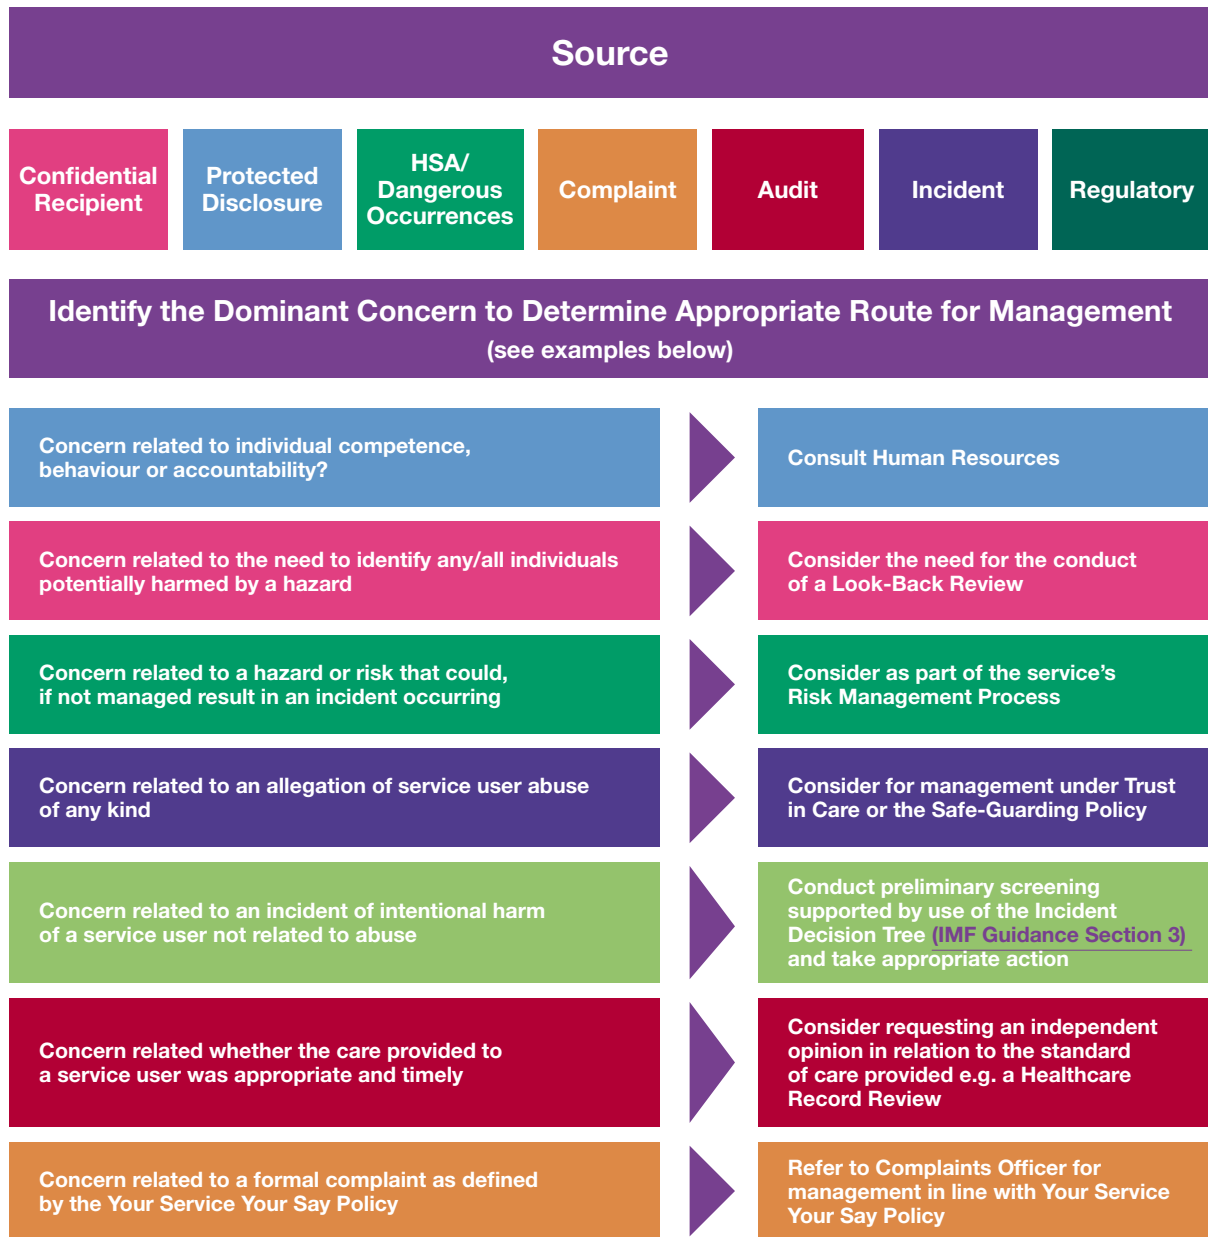 Source
Confidential
Recipient
Protected
Disclosure
HSA/
Dangerous
Occurrences
Complaint
Audit
Incident
Regulatory
Identify the Dominant Concern to Determine Appropriate Route for Management
(see examples below)
Concern related to individual competence,
behaviour or accountability?
Consult Human Resources
Concern related to the need to identify any/all individuals
potentially harmed by a hazard
Consider the need for the conduct
of a Look-Back Review
Concern related to a hazard or risk that could,
if not managed result in an incident occurring
Consider as part of the service’s
Risk Management Process
Concern related to an allegation of service user abuse
of any kind
Consider for management under Trust
in Care or the Safe-Guarding Policy
Concern related to an incident of intentional harm
of a service user not related to abuse
Conduct preliminary screening
supported by use of the Incident
Decision Tree (IMF Guidance Section 3)
and take appropriate action
Concern related whether the care provided to
a service user was appropriate and timely
Consider requesting an independent
opinion in relation to the standard
of care provided e.g. a Healthcare
Record Review
Concern related to a formal complaint as defined
by the Your Service Your Say Policy
Refer to Complaints Officer for
management in line with Your Service
Your Say Policy